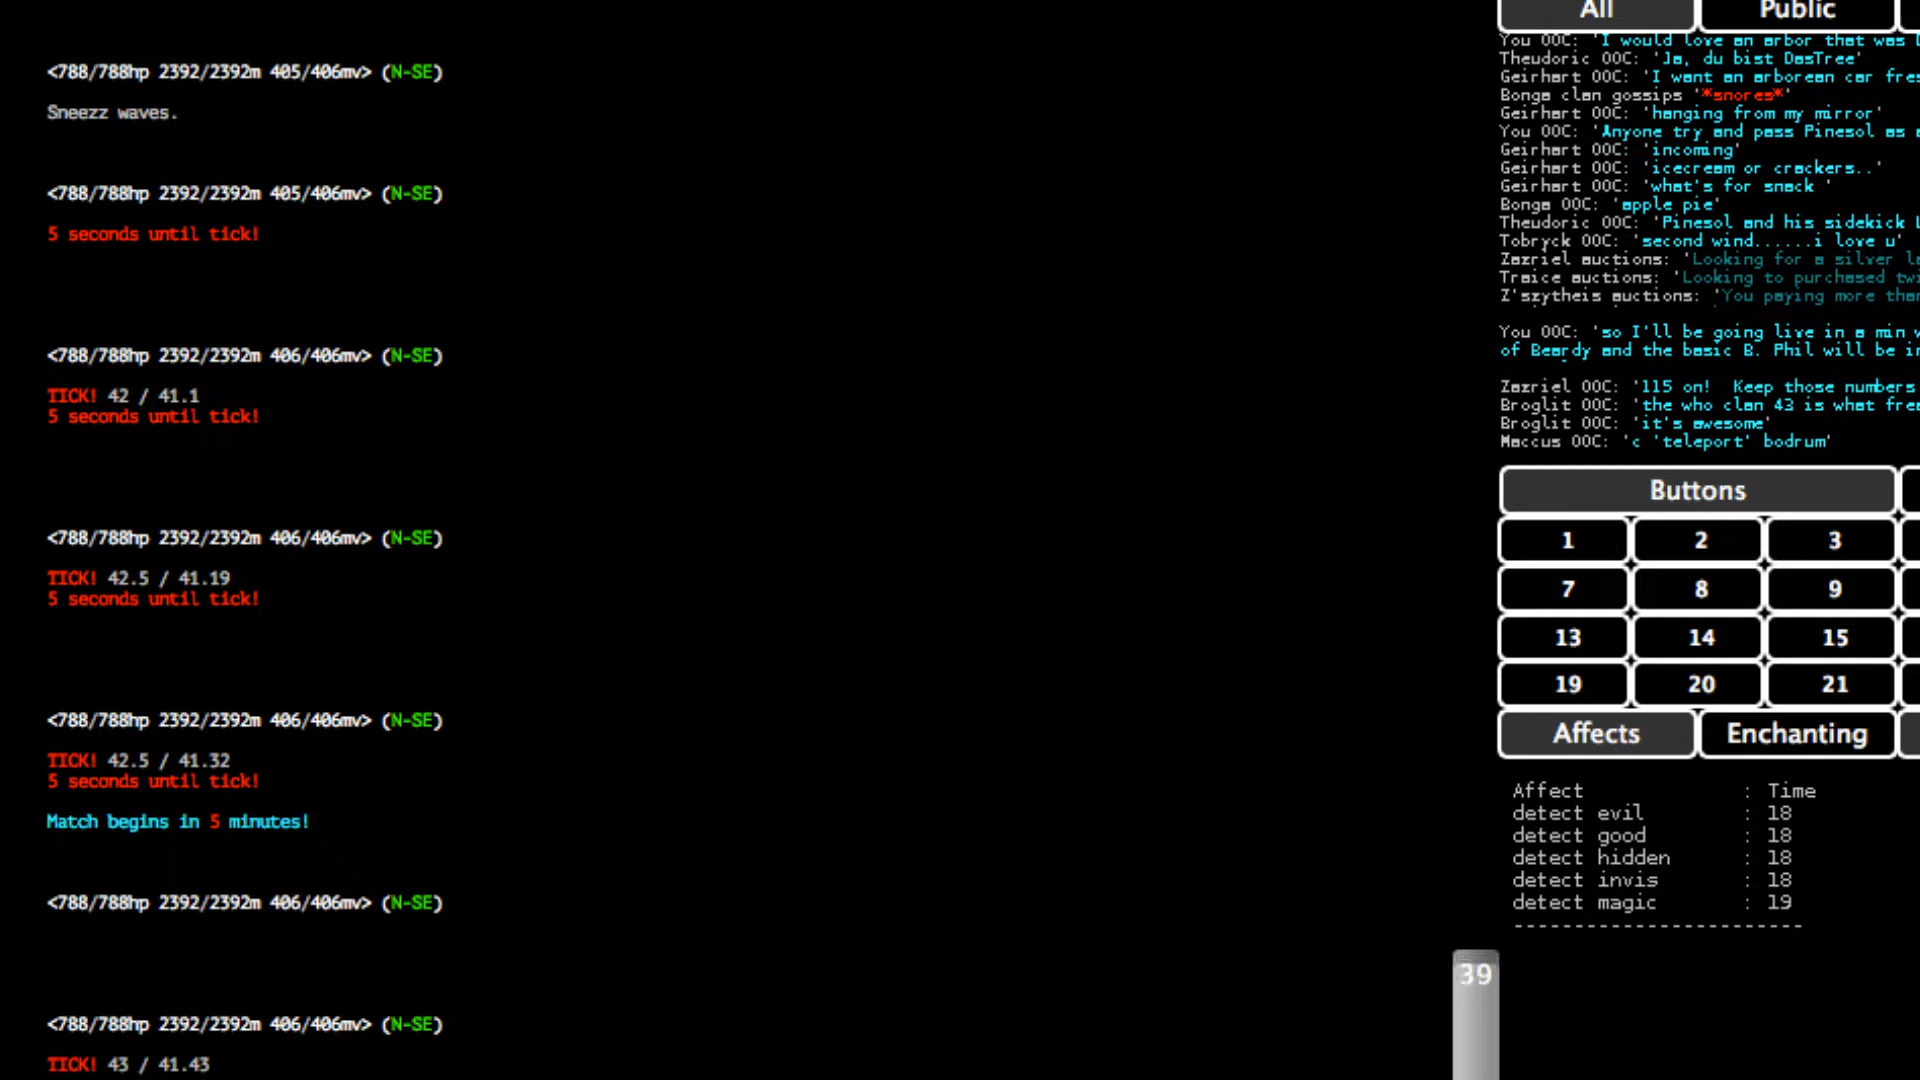 <788/788hp 2392/2392m 405/406mv> (N-SE)
Sneezz waves.
<788/788hp 2392/2392m 405/406mv> (N-SE)
5 seconds until tick!
<788/788hp 2392/2392m 406/406mv> (N-SE)
TICK! 42 / 41.1
5 seconds until tick!
<788/788hp 2392/2392m 406/406mv> (N-SE)
TICK! 42.5 / 41.19
5 seconds until tick!
<788/788hp 2392/2392m 406/406mv> (N-SE)
TICK! 42.5 / 41.32
5 seconds until tick!
Match begins in 5 minutes!
<788/788hp 2392/2392m 406/406mv> (N-SE)
<788/788hp 2392/2392m 406/406mv> (N-SE)
TICK! 43 / 41.43
All
Public
You OOC: 'I would love an arbor that was
Theudoric OOC: 'Ja, du bist DasTree'
Geirhart OOC: 'I want an arborean car
Bonga clan gossips '*snores*'
Geirhart OOC: 'hanging from my mirror'
You OOC: 'Anyone try and pass Pinesol as
Geirhart OOC: 'incoming'
Geirhart OOC: 'icecream or crackers..'
Geirhart OOC: 'what's for snack '
Bonga OOC: 'apple pie'
Theudoric OOC: 'Pinesol and his sidekick
Tobryck OOC: 'second wind......i love u'
Zazriel auctions: 'Looking for a silver
Traice auctions: 'Looking to purchased
Z'szytheis auctions: 'You paying more
You OOC: 'so I'll be going live in a min
of Beardy and the basic B. Phil will be
Zazriel OOC: '115 on!  Keep those numbers
Broglit OOC: 'the who clan 43 is what
Broglit OOC: 'it's awesome'
Maccus OOC: 'c 'teleport' bodrum'
Buttons
1 2 3
7 8 9
13 14 15
19 20 21
Affects
Enchanting
Affect : Time
detect evil : 18
detect good : 18
detect hidden : 18
detect invis : 18
detect magic : 19
------------------------
39